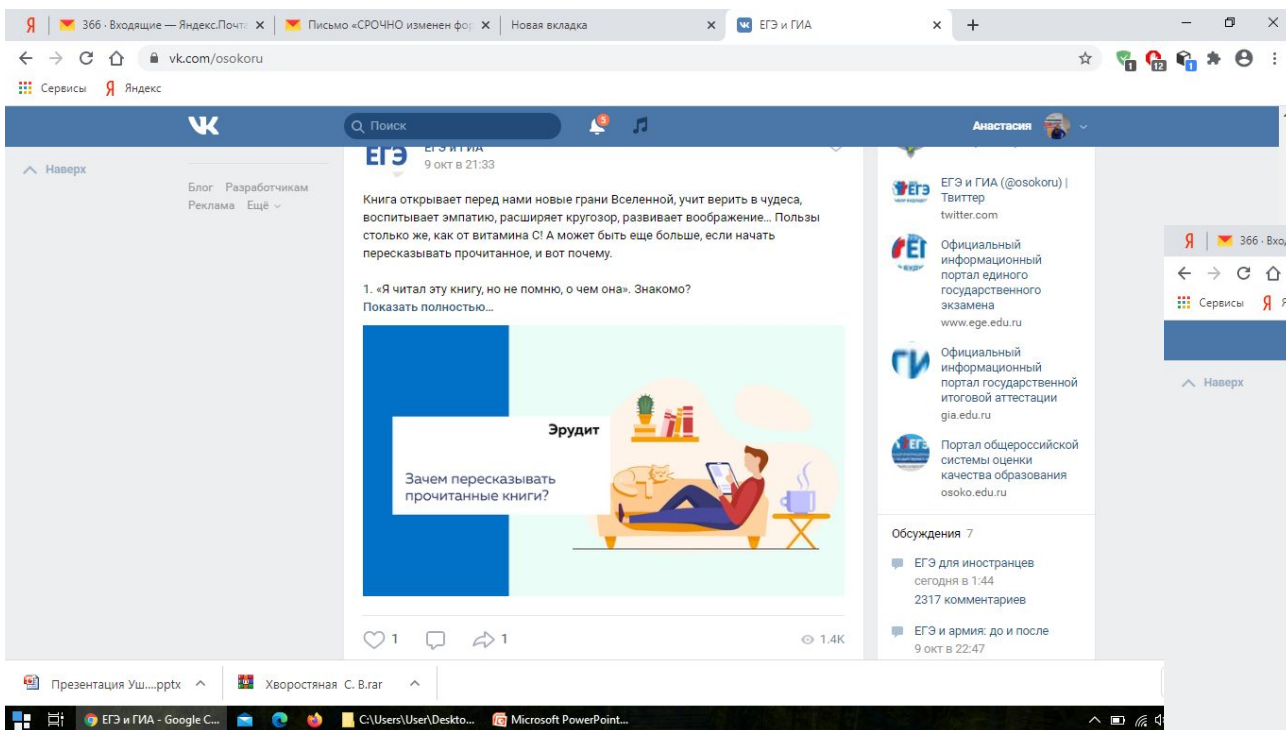 366 · Входящие — Яндекс.Почта
Письмо «СРОЧНО изменен фор
Новая вкладка
ЕГЭ и ГИА
vk.com/osokoru
1
12
1
Сервисы
Яндекс
Поиск
5
Анастасия
Наверх
Блог Разработчикам
Реклама Ещё
ЕГЭ
ЕГЭ и ГИА
9 окт в 21:33
Книга открывает перед нами новые грани Вселенной, учит верить в чудеса,
воспитывает эмпатию, расширяет кругозор, развивает воображение... Пользы
столько же, как от витамина С! А может быть еще больше, если начать
пересказывать прочитанное, и вот почему.
1. «Я читал эту книгу, но не помню, о чем она». Знакомо?
Показать полностью...
Эрудит
Зачем пересказывать
прочитанные книги?
1
1
1.4K
ЕГЭ и ГИА (@osokoru) |
Твиттер
twitter.com
Официальный
информационный
портал единого
государственного
экзамена
www.ege.edu.ru
Официальный
информационный
портал государственной
итоговой аттестации
gia.edu.ru
Портал общероссийской
системы оценки
качества образования
osoko.edu.ru
Обсуждения 7
ЕГЭ для иностранцев
сегодня в 1:44
2317 комментариев
ЕГЭ и армия: до и после
9 окт в 22:47
366 · Вхо
Сервисы
Наверх
Презентация Уш....pptx
Хворостяная С. В.rar
ЕГЭ и ГИА - Google C...
C:\Users\User\Deskto...
Microsoft PowerPoint...